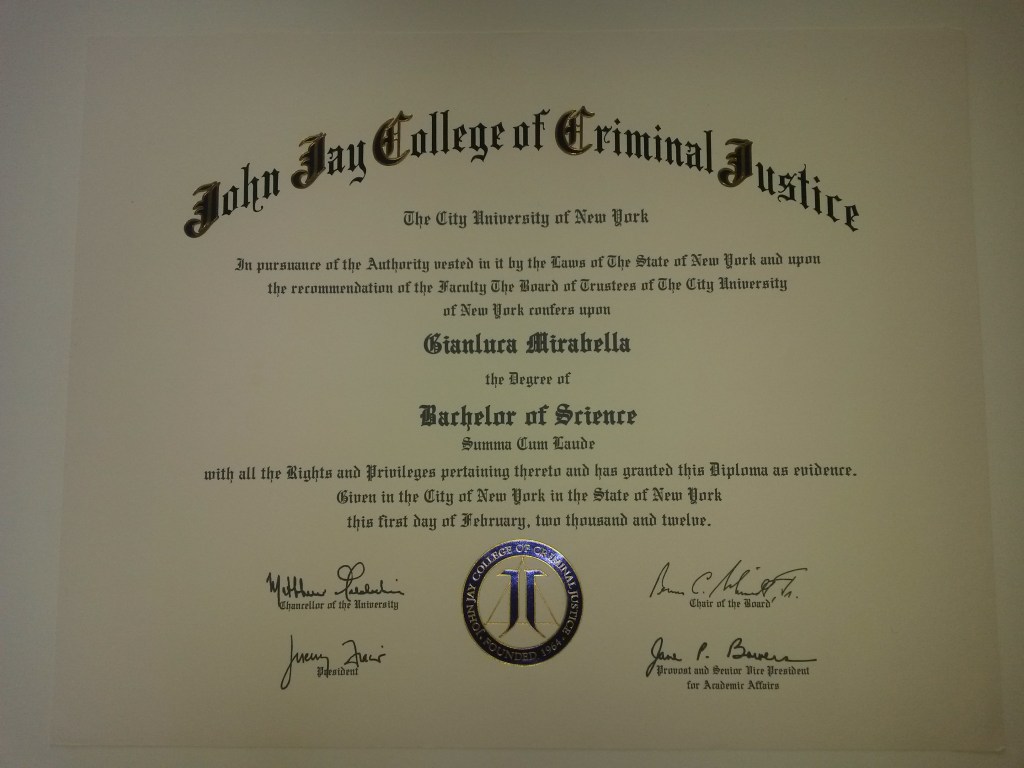 John Jay College of Criminal Justice
The City University of New York
In pursuance of the Authority vested in it by the Laws of The State of New York and upon
the recommendation of the Faculty The Board of Trustees of The City University
of New York confers upon
Gianluca Mirabella
the Degree of
Bachelor of Science
Summa Cum Laude
with all the Rights and Privileges pertaining thereto and has granted this Diploma as evidence.
Given in the City of New York in the State of New York
this first day of February, two thousand and twelve.
Matthew
Chancellor of the University
Jeremy Travis
President
JOHN JAY COLLEGE OF CRIMINAL JUSTICE
JJ
· FOUNDED 1964 ·
Chair of the Board
Jane P. Bowers
Provost and Senior Vice President
for Academic Affairs